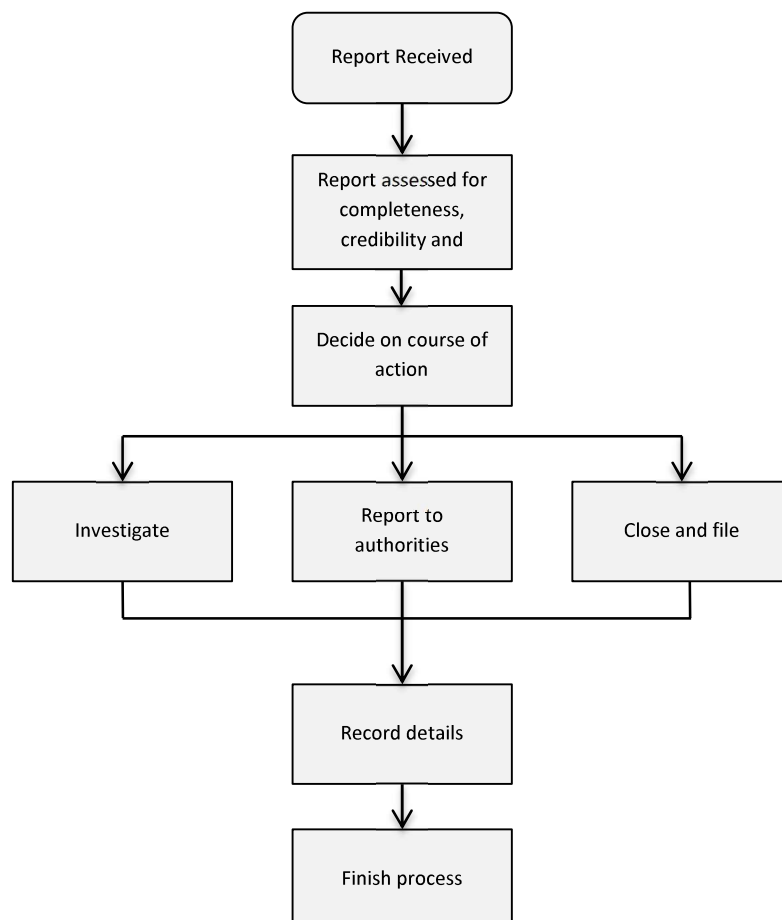 Report Received
Report assessed for
completeness,
credibility and
Decide on course of
action
Investigate
Report to
authorities
Close and file
Record details
Finish process